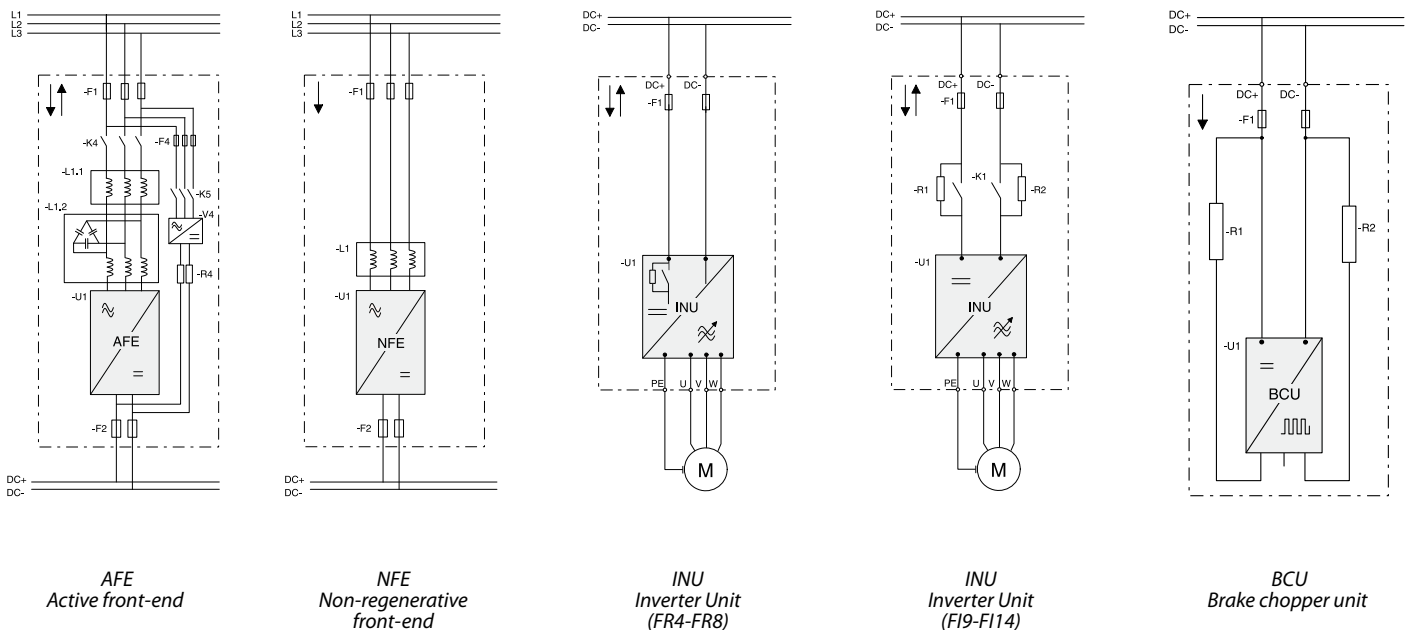 L1
L2
L3
-F1
-K4
-F4
-L1.1
-K5
-L1.2
-V4
-R4
-U1
AFE
-F2
DC+
DC-
AFE
Active front-end
L1
L2
L3
-F1
-L1
-U1
NFE
-F2
DC+
DC-
NFE
Non-regenerative
front-end
DC+
DC-
DC+ DC-
-F1
-U1
INU
PE U V W
M
INU
Inverter Unit
(FR4-FR8)
DC+
DC-
DC+ DC-
-F1
-R1 -K1 -R2
-U1
INU
PE U V W
M
INU
Inverter Unit
(FI9-FI14)
DC+
DC-
DC+ DC-
-F1
-R1 -R2
-U1
BCU
BCU
Brake chopper unit